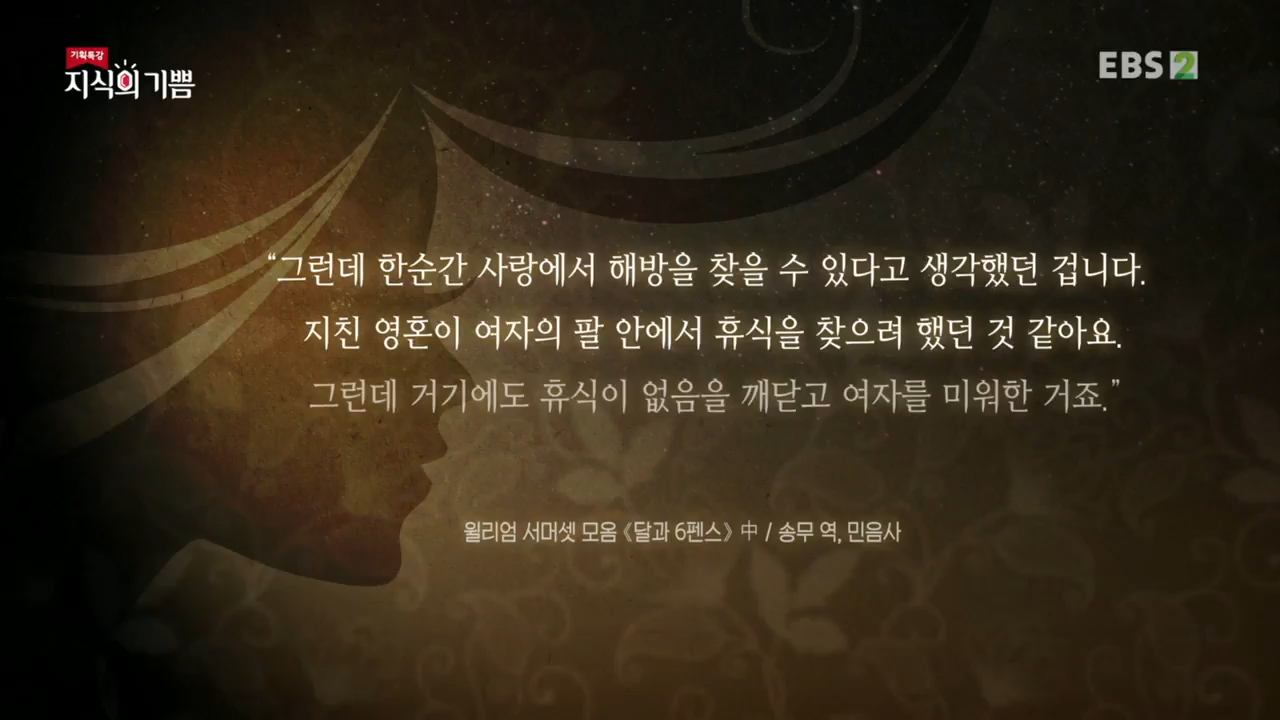 기획특강
지식의 기쁨
EBS 2
“그런데 한순간 사랑에서 해방을 찾을 수 있다고 생각했던 겁니다.
지친 영혼이 여자의 팔 안에서 휴식을 찾으려 했던 것 같아요.
그런데 거기에도 휴식이 없음을 깨닫고 여자를 미워한 거죠.”
윌리엄 서머셋 모옴 《달과 6펜스》 中 / 송무 역, 민음사